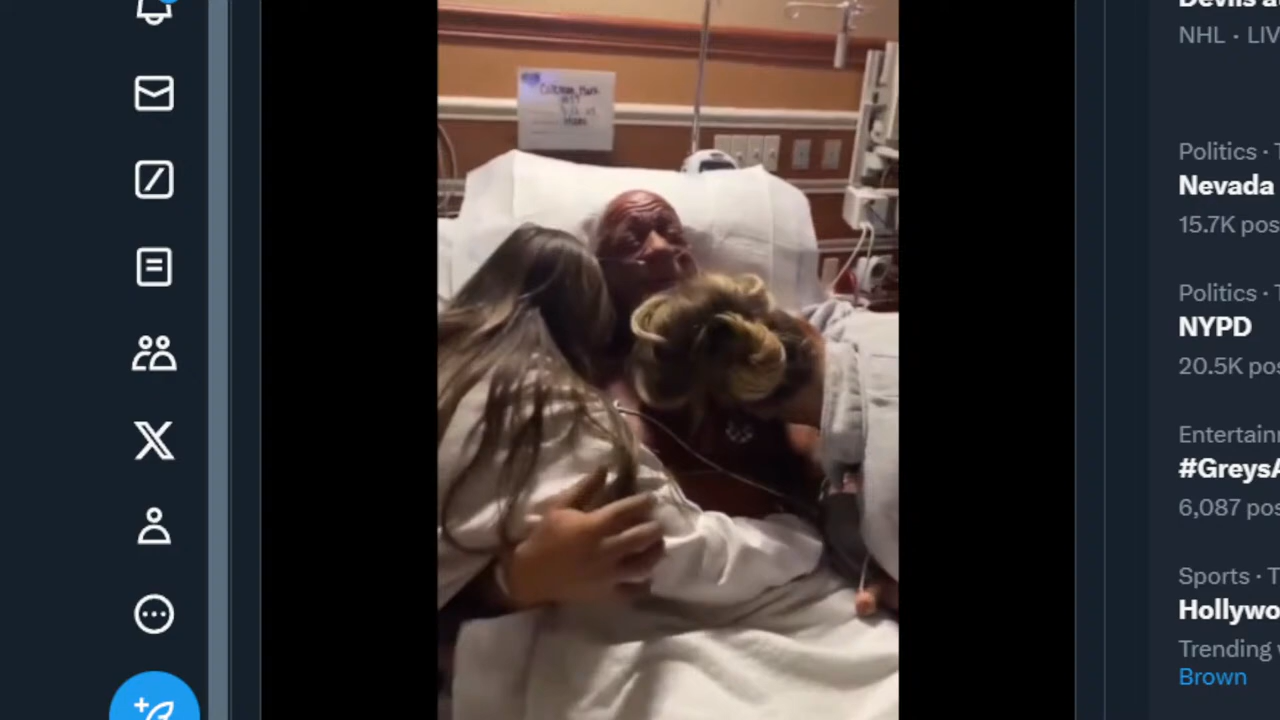 NHL · LIV
Politics · T
Nevada
15.7K pos
Politics · T
NYPD
20.5K pos
Entertain
#GreysA
6,087 pos
Sports · T
Hollywo
Trending w
Brown